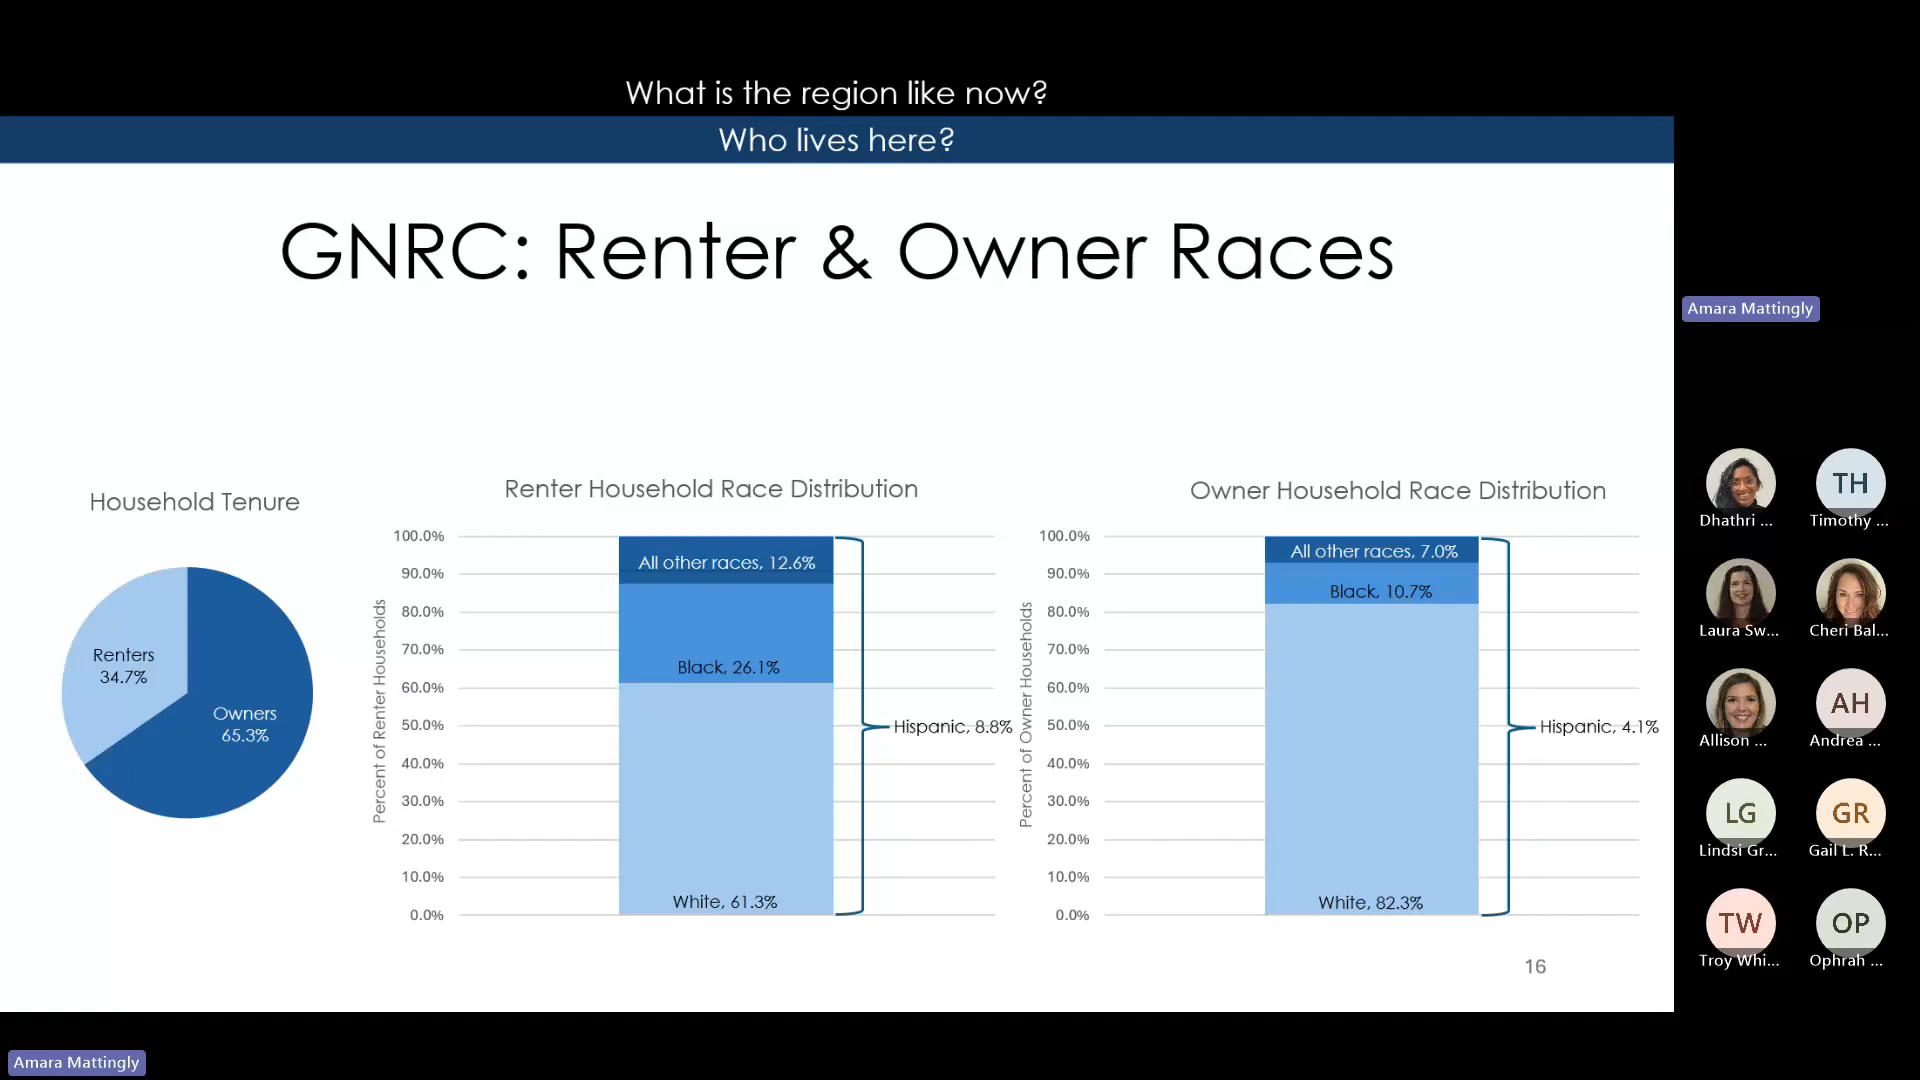 What is the region like now?
Who lives here?
GNRC: Renter & Owner Races
Household Tenure
Renters
34.7%
Owners
65.3%
Renter Household Race Distribution
Percent of Renter Households
100.0%
90.0%
80.0%
70.0%
60.0%
50.0%
40.0%
30.0%
20.0%
10.0%
0.0%
All other races, 12.6%
Black, 26.1%
White, 61.3%
Hispanic, 8.8%
Owner Household Race Distribution
Percent of Owner Households
100.0%
90.0%
80.0%
70.0%
60.0%
50.0%
40.0%
30.0%
20.0%
10.0%
0.0%
All other races, 7.0%
Black, 10.7%
White, 82.3%
Hispanic, 4.1%
16
Amara Mattingly
Dhathri ...
TH
Timothy ...
Laura Sw...
Cheri Bal...
Allison ...
AH
Andrea ...
LG
Lindsi Gr...
GR
Gail L. R...
TW
Troy Whi...
OP
Ophrah ...
Amara Mattingly